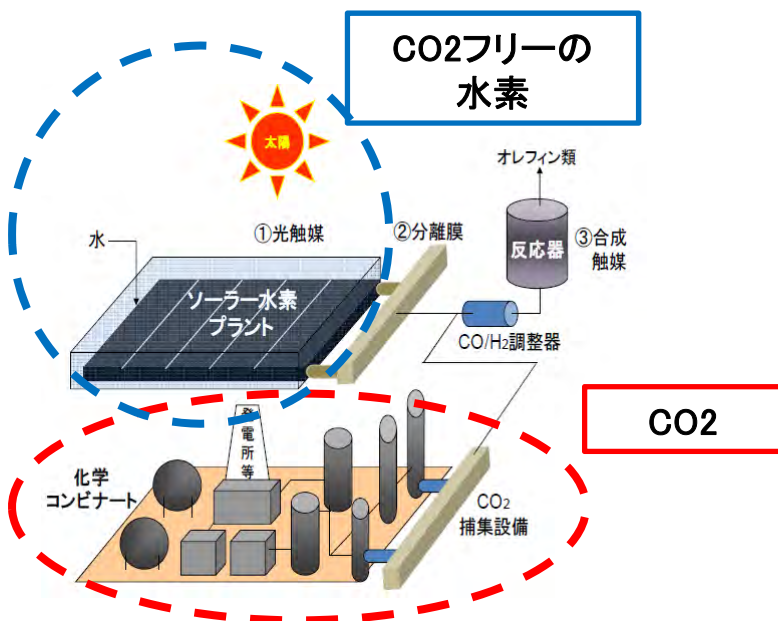 CO2フリーの
水素
太陽
オレフィン類
水
①光触媒
②分離膜
反応器
③合成
触媒
ソーラー水素
プラント
CO/H2調整器
CO2
発電所等
化学
コンビナート
CO2
捕集設備